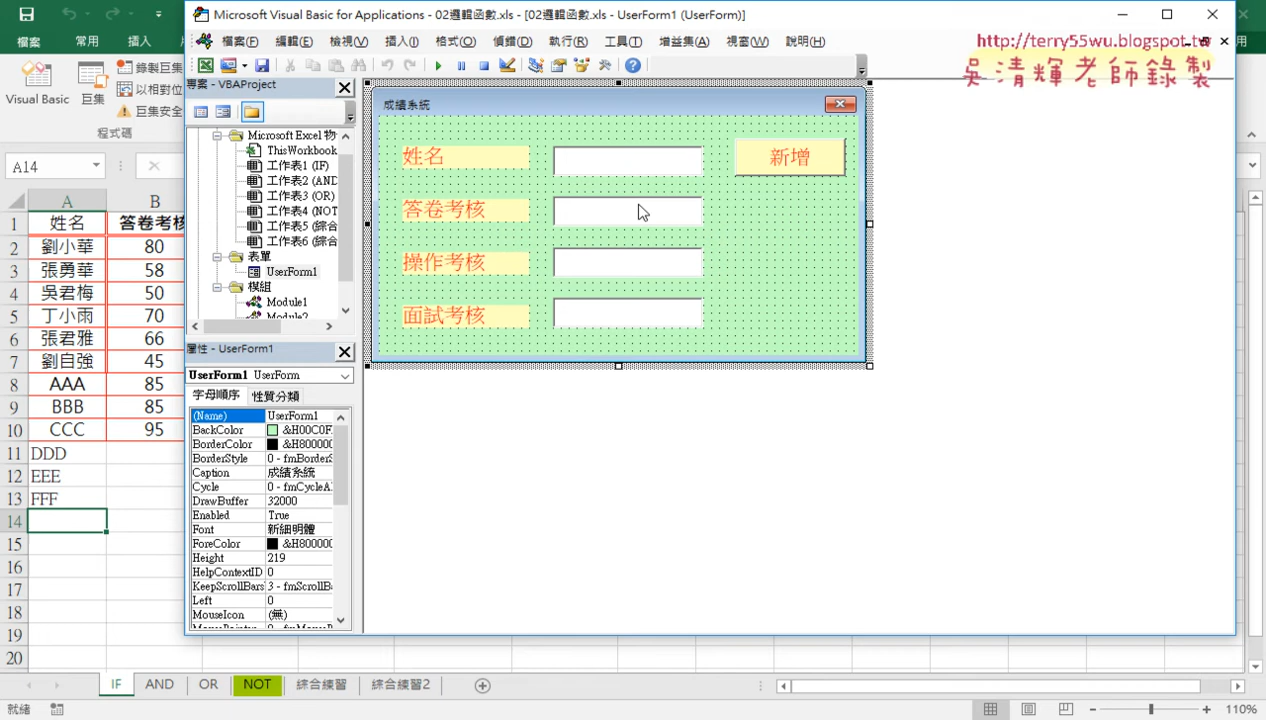 Microsoft Visual Basic for Applications - 02邏輯函數.xls - [02邏輯函數.xls - UserForm1 (UserForm)]
檔案(F) 編輯(E) 檢視(V) 插入(I) 格式(O) 偵錯(D) 執行(R) 工具(T) 增益集(A) 視窗(W) 說明(H)
http://terry55wu.blogspot.tw
吳清輝老師錄製
檔案 常用 插入
Visual Basic
巨集
錄製巨集
以相對位
巨集安全
程式碼
A14
專案 - VBAProject
Microsoft Excel 物
ThisWorkbook
工作表1 (IF)
工作表2 (AND
工作表3 (OR)
工作表4 (NOT
工作表5 (綜合
工作表6 (綜合
表單
UserForm1
模組
Module1
Module2
屬性 - UserForm1
UserForm1 UserForm
字母順序 性質分類
(Name) UserForm1
BackColor &H00C0F
BorderColor &H800000
BorderStyle 0 - fmBorderS
Caption 成績系統
Cycle 0 - fmCycleA
DrawBuffer 32000
Enabled True
Font 新細明體
ForeColor &H800000
Height 219
HelpContextID 0
KeepScrollBars 3 - fmScrollB
Left 0
MouseIcon (無)
成績系統
姓名
新增
答卷考核
操作考核
面試考核
A B
1 姓名 答卷考核
2 劉小華 80
3 張勇華 58
4 吳君梅 50
5 丁小雨 70
6 張君雅 66
7 劉自強 45
8 AAA 85
9 BBB 85
10 CCC 95
11 DDD
12 EEE
13 FFF
14
15
16
17
18
19
20
IF AND OR NOT 綜合練習 綜合練習2
就緒
110%